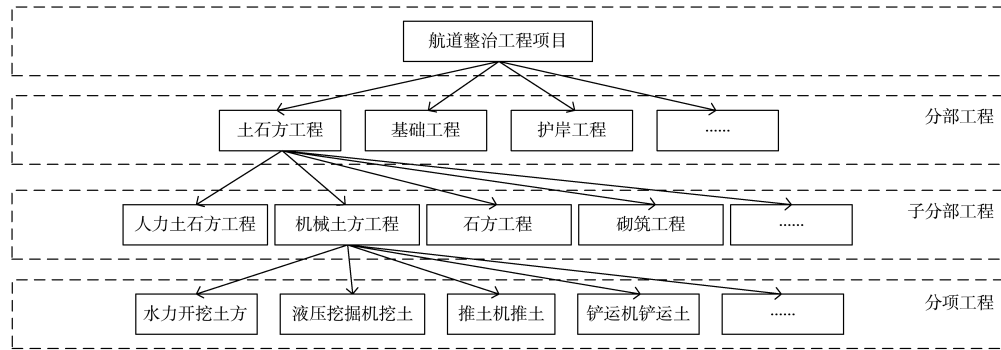 航道整治工程项目
分部工程
土石方工程
基础工程
护岸工程
......
子分部工程
人力土石方工程
机械土方工程
石方工程
砌筑工程
......
分项工程
水力开挖土方
液压挖掘机挖土
推土机推土
铲运机铲运土
......